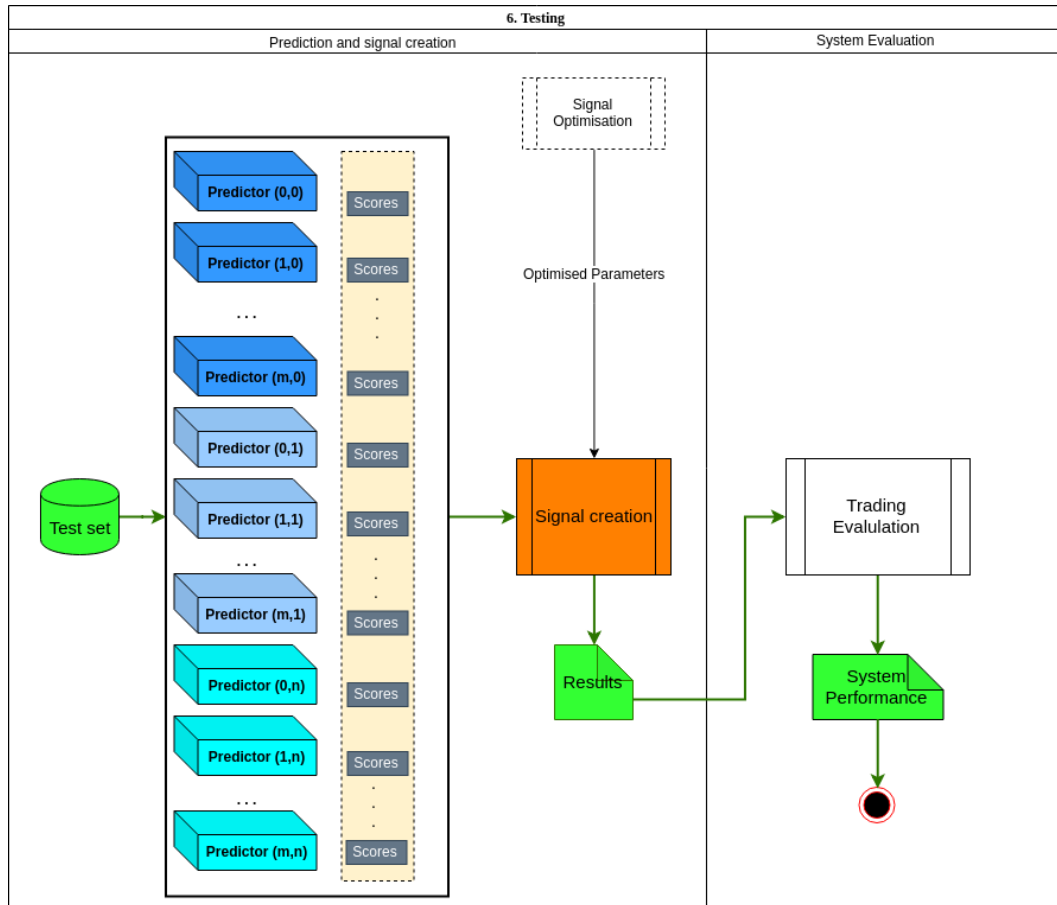 6. Testing
Prediction and signal creation
System Evaluation
Signal
Optimisation
Optimised Parameters
Predictor (0,0)
Scores
Predictor (1,0)
Scores
...
Predictor (m,0)
Scores
Predictor (0,1)
Scores
Predictor (1,1)
Scores
...
Predictor (m,1)
Scores
Predictor (0,n)
Scores
Predictor (1,n)
Scores
...
Predictor (m,n)
Scores
Test set
Signal creation
Results
Trading
Evalulation
System
Performance